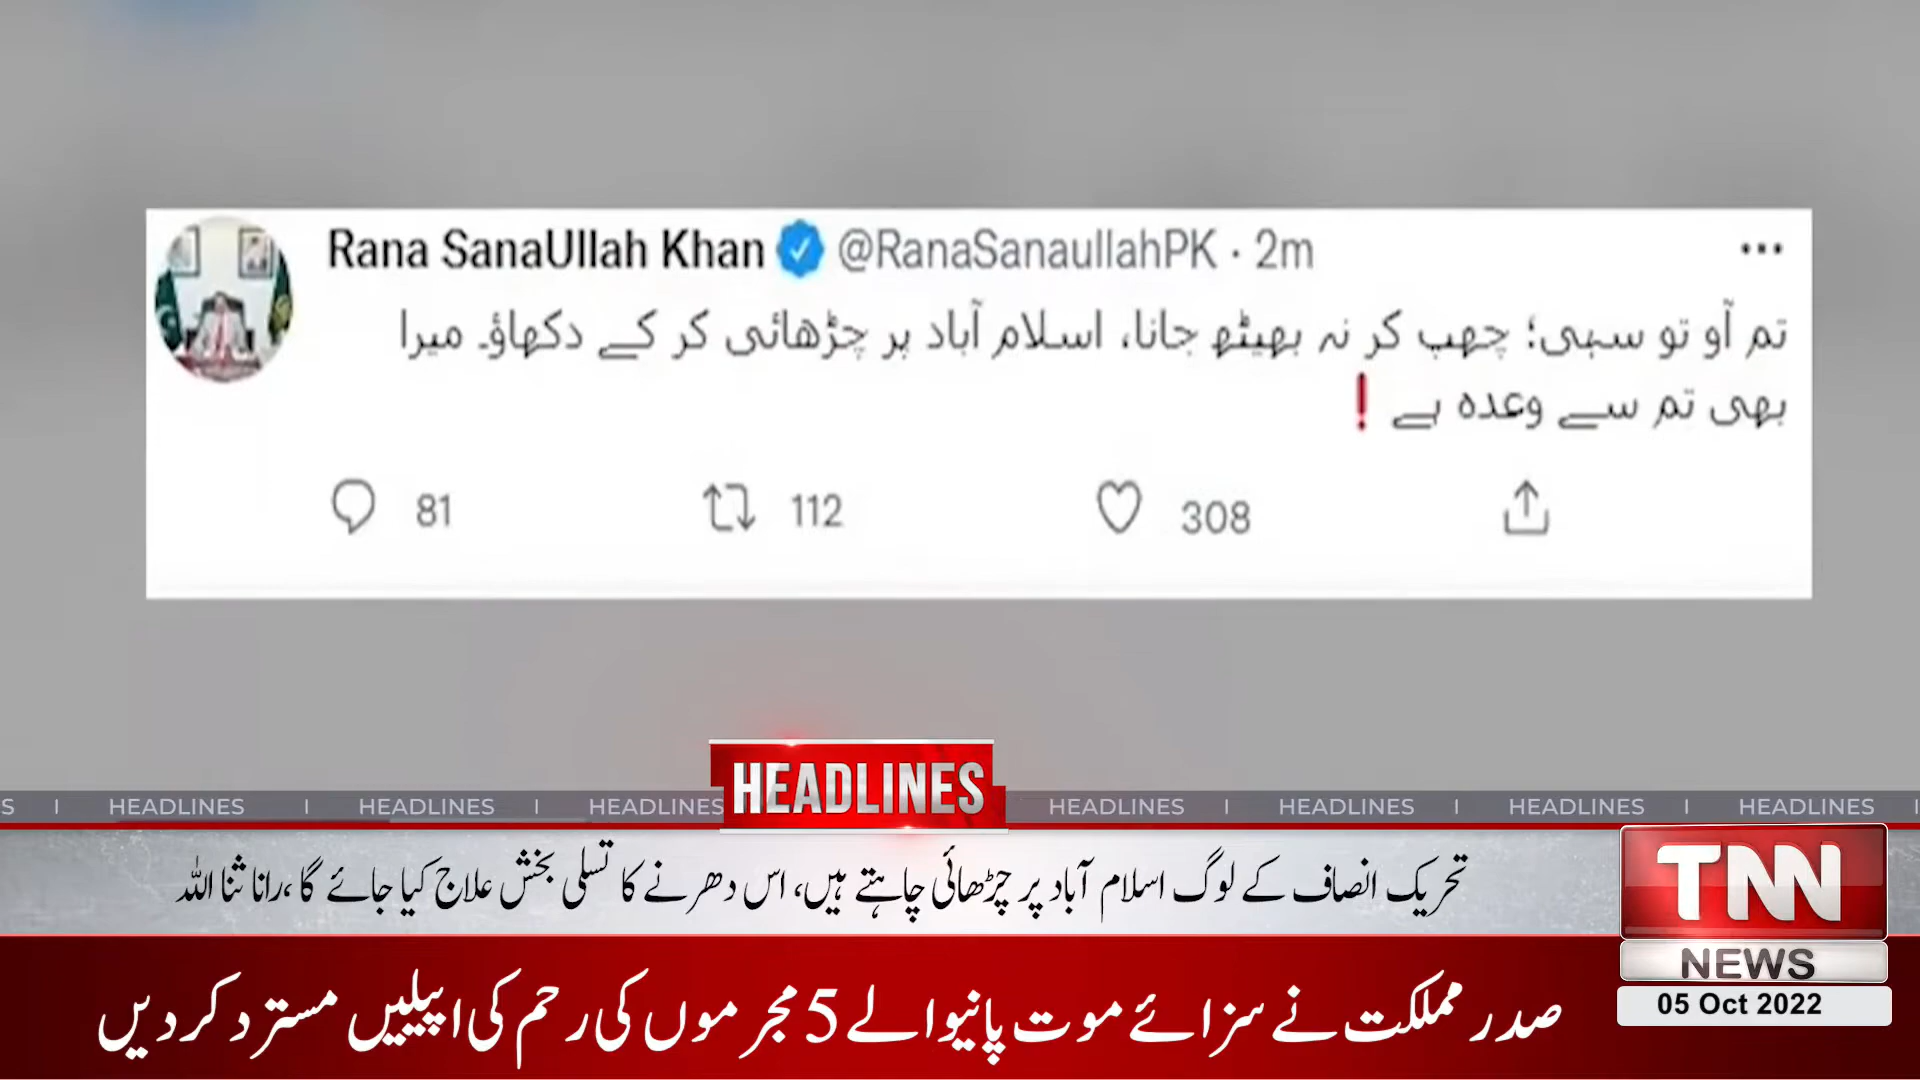 Rana SanaUllah Khan @RanaSanaullahPK · 2m
تم آو تو سہی؛ چھپ کر نہ بھیٹھ جانا، اسلام آباد پر چڑھائی کر کے دکھاؤ۔ میرا
بھی تم سے وعدہ ہے❗
81 112 308
HEADLINES
S | HEADLINES | HEADLINES | HEADLINES HEADLINES | HEADLINES | HEADLINES | HEADLINES |
تحریک انصاف کے لوگ اسلام آباد پر چڑھائی چاہتے ہیں، اس دھرنے کا تسلی بخش علاج کیا جائے گا ،رانا ثنا اللہ
TNN
NEWS
05 Oct 2022
صدر مملکت نے سزائے موت پانیوالے 5 مجرموں کی رحم کی اپیلیں مسترد کر دیں